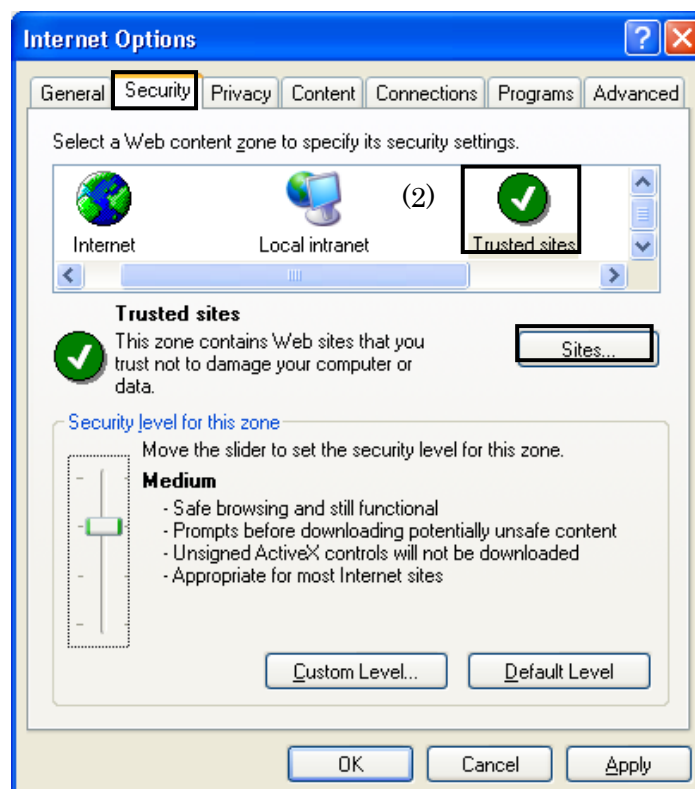 Internet Options
General Security Privacy Content Connections Programs Advanced
Select a Web content zone to specify its security settings.
(2)
Internet Local intranet Trusted sites
Trusted sites
This zone contains Web sites that you
trust not to damage your computer or
data.
Sites...
Security level for this zone
Move the slider to set the security level for this zone.
Medium
- Safe browsing and still functional
- Prompts before downloading potentially unsafe content
- Unsigned ActiveX controls will not be downloaded
- Appropriate for most Internet sites
Custom Level... Default Level
OK Cancel Apply